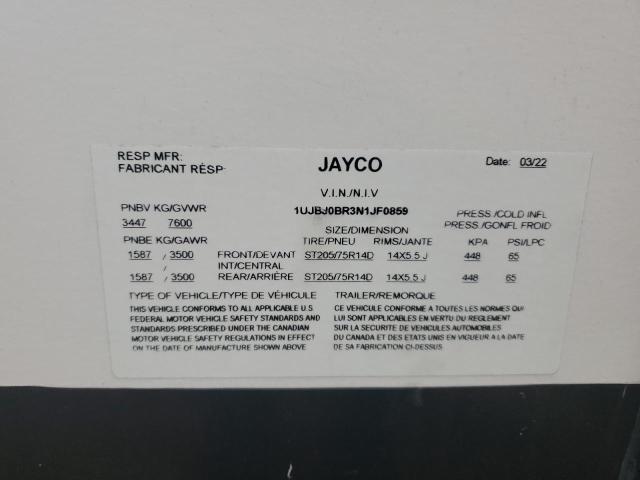 RESP MFR: JAYCO Date: 03/22
FABRICANT RÉSP:
V.I.N./N.I.V
PNBV KG/GVWR 1UJBJ0BR3N1JF0859 PRESS./COLD INFL
3447 7600 SIZE/DIMENSION PRESS./GONFL FROID
PNBE KG/GAWR TIRE/PNEU RIMS/JANTE KPA PSI/LPC
1587 / 3500 FRONT/DEVANT ST205/75R14D 14X5.5 J 448 65
INT/CENTRAL
1587 / 3500 REAR/ARRIÈRE ST205/75R14D 14X5.5 J 448 65
TYPE OF VEHICLE/TYPE DE VÉHICULE TRAILER/REMORQUE
THIS VEHICLE CONFORMS TO ALL APPLICABLE U.S
FEDERAL MOTOR VEHICLE STANDARDS AND
STANDARDS PRESCRIBED UNDER THE CANADIAN
MOTOR VEHICLE SAFETY REGULATIONS IN EFFECT
ON THE DATE OF MANUFACTURE SHOWN ABOVE
CE VEHICULE CONFORME A TOUTES LES NORMES QUI
LUI SONT APPLICABLES EN VERTU DU REGLEMENT
SUR LA SECURITE DE VEHICULES AUTOMOBILES
DU CANADA ET DES ETATS UNIS EN VIGUEUR A LA DATE
DE SA FABRICATION CI-DESSUS